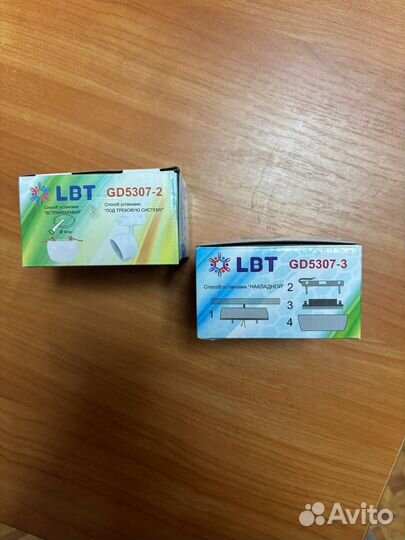 LBT GD5307-2
Способ установки
"ВСТРАИВАЕМЫЙ"
Способ установки
"ПОД ТРЕКОВУЮ СИСТЕМУ"
LBT GD5307-3
Способ установки "НАКЛАДНОЙ"
1
2
3
4
Avito